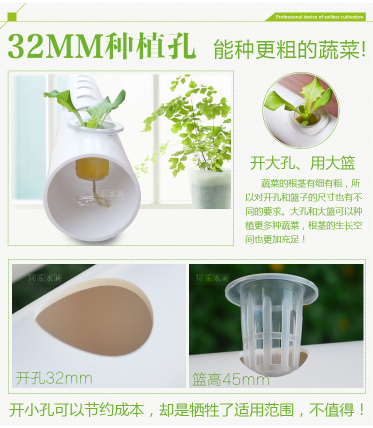 Professional device of soilless cultivation
32MM种植孔 能种更粗的蔬菜!
开大孔、用大篮
蔬菜的根茎有细有粗，所
以对开孔和篮子的尺寸也有不
同的要求。大孔和大篮可以种
植更多种蔬菜，根茎的生长空
间也更加充足！
开孔32mm
篮高45mm
开小孔可以节约成本，却是牺牲了适用范围，不值得！